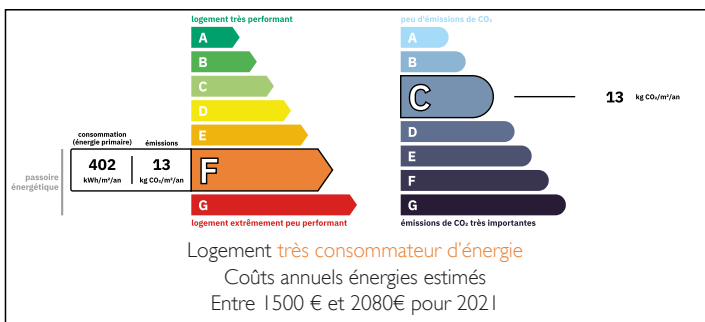 logement très performant
A
B
C
D
E
consommation
(énergie primaire)
émissions
402
kWh/m²/an
13
kg CO₂/m²/an
F
passoire
énergétique
G
logement extrêmement peu performant
peu d'émissions de CO₂
A
B
C
13
kg CO₂/m²/an
D
E
F
G
émissions de CO₂ très importantes
Logement très consommateur d'énergie
Coûts annuels énergies estimés
Entre 1500 € et 2080€ pour 2021